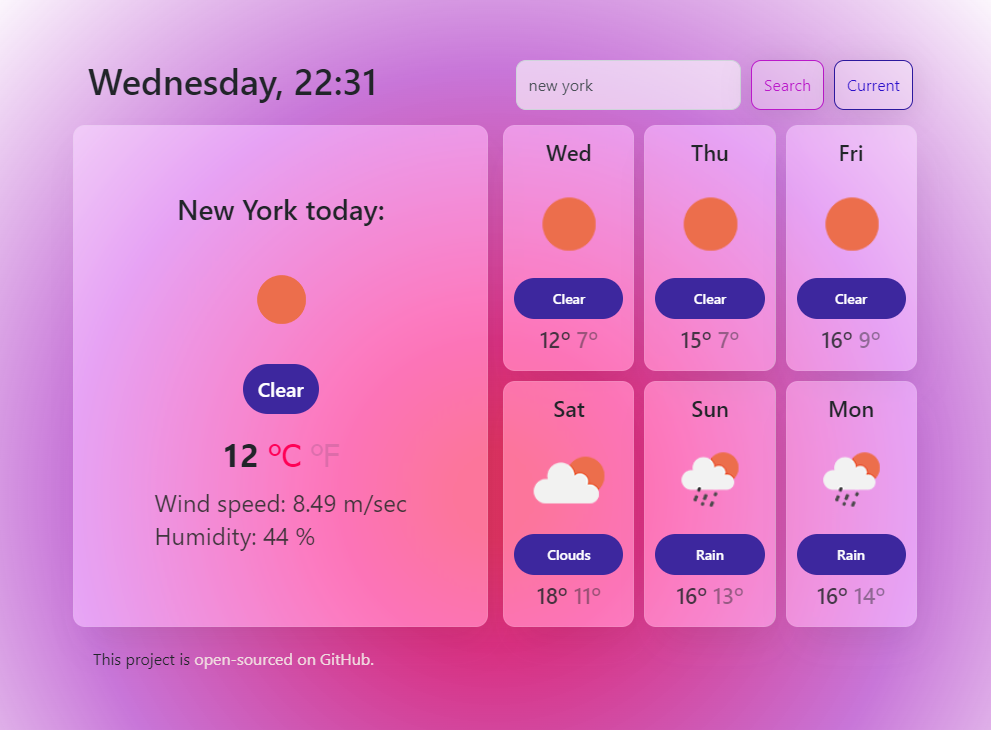 Wednesday, 22:31
new york
Search
Current
New York today:
Clear
12 °C °F
Wind speed: 8.49 m/sec
Humidity: 44 %
Wed
Clear
12° 7°
Thu
Clear
15° 7°
Fri
Clear
16° 9°
Sat
Clouds
18° 11°
Sun
Rain
16° 13°
Mon
Rain
16° 14°
This project is open-sourced on GitHub.